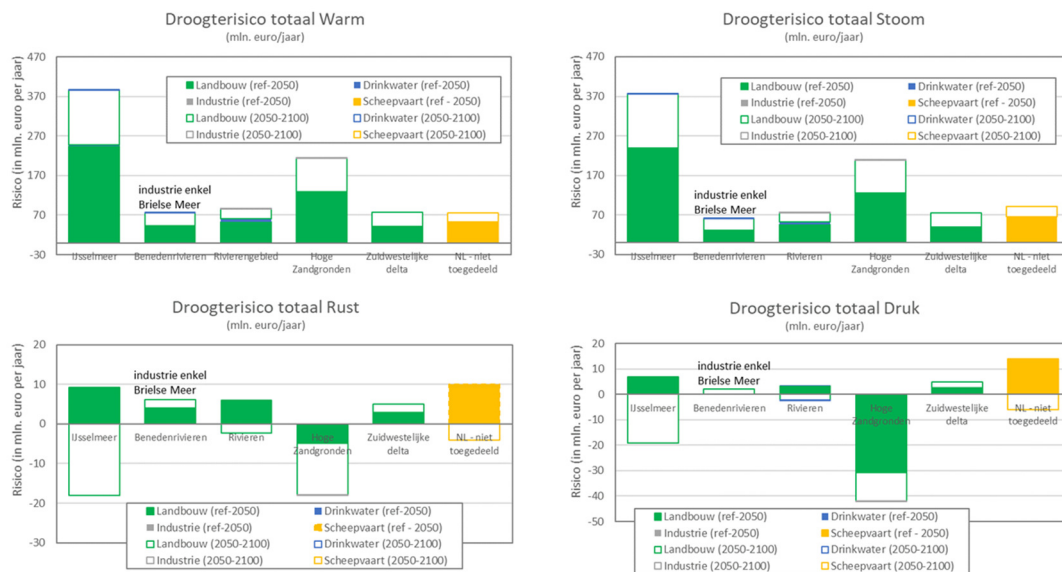 Droogterisico totaal Warm
(mln. euro/jaar)
Risico (in mln. euro per jaar)
470
370
270
170
70
-30
Landbouw (ref-2050)
Drinkwater (ref-2050)
Industrie (ref-2050)
Scheepvaart (ref - 2050)
Landbouw (2050-2100)
Drinkwater (2050-2100)
Industrie (2050-2100)
Scheepvaart (2050-2100)
industrie enkel
Brielse Meer
IJsselmeer
Benedenrivieren
Rivierengebied
Hoge
Zandgronden
Zuidwestelijke
delta
NL - niet
toegedeeld
Droogterisico totaal Stoom
(mln. euro/jaar)
Risico (in mln. euro per jaar)
470
370
270
170
70
-30
Landbouw (ref-2050)
Drinkwater (ref-2050)
Industrie (ref-2050)
Scheepvaart (ref - 2050)
Landbouw (2050-2100)
Drinkwater (2050-2100)
Industrie (2050-2100)
Scheepvaart (2050-2100)
industrie enkel
Brielse Meer
IJsselmeer
Benedenrivieren
Rivieren
Hoge
Zandgronden
Zuidwestelijke
delta
NL - niet
toegedeeld
Droogterisico totaal Rust
(mln. euro/jaar)
Risico (in mln. euro per jaar)
20
10
0
-10
-20
-30
industrie enkel
Brielse Meer
IJsselmeer
Benedenrivieren
Rivieren
Hoge
Zandgronden
Zuidwestelijke
delta
NL - niet
toegedeeld
Landbouw (ref-2050)
Drinkwater (ref-2050)
Industrie (ref-2050)
Scheepvaart (ref - 2050)
Landbouw (2050-2100)
Drinkwater (2050-2100)
Industrie (2050-2100)
Scheepvaart (2050-2100)
Droogterisico totaal Druk
(mln. euro/jaar)
Risico (in mln. euro per jaar)
20
10
0
-10
-20
-30
-40
-50
industrie enkel
Brielse Meer
IJsselmeer
Benedenrivieren
Rivieren
Hoge
Zandgronden
Zuidwestelijke
delta
NL - niet
toegedeeld
Landbouw (ref-2050)
Drinkwater (ref-2050)
Industrie (ref-2050)
Scheepvaart (ref - 2050)
Landbouw (2050-2100)
Drinkwater (2050-2100)
Industrie (2050-2100)
Scheepvaart (2050-2100)